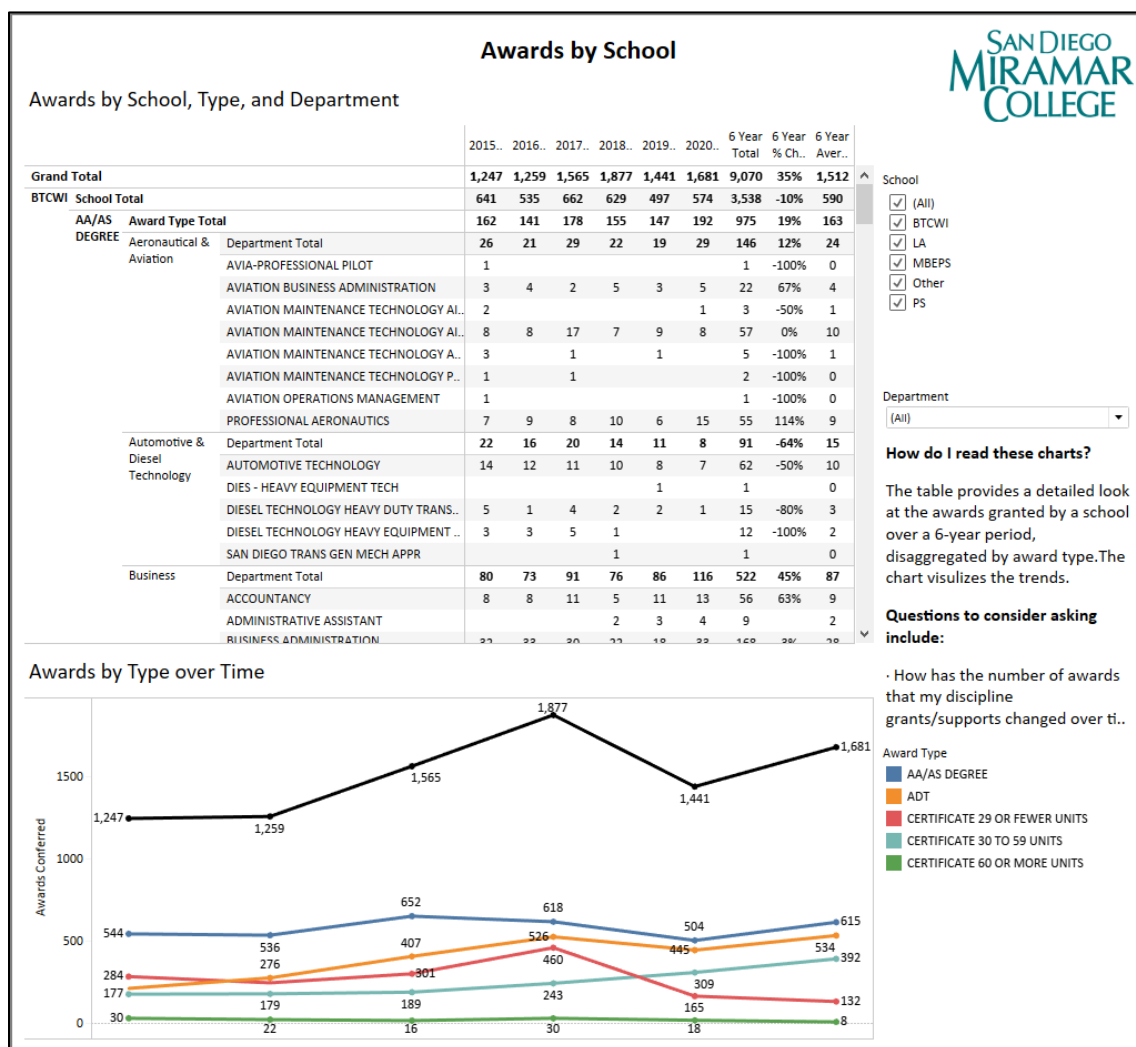 Awards by School
SAN DIEGO
MIRAMAR
COLLEGE
Awards by School, Type, and Department
2015.. 2016.. 2017.. 2018.. 2019.. 2020.. 6 Year Total 6 Year % Ch.. 6 Year Aver..
Grand Total 1,247 1,259 1,565 1,877 1,441 1,681 9,070 35% 1,512
BTCWI School Total 641 535 662 629 497 574 3,538 -10% 590
AA/AS DEGREE Award Type Total 162 141 178 155 147 192 975 19% 163
Aeronautical & Aviation Department Total 26 21 29 22 19 29 146 12% 24
AVIA-PROFESSIONAL PILOT 1 1 -100% 0
AVIATION BUSINESS ADMINISTRATION 3 4 2 5 3 5 22 67% 4
AVIATION MAINTENANCE TECHNOLOGY AI.. 2 1 3 -50% 1
AVIATION MAINTENANCE TECHNOLOGY AI.. 8 8 17 7 9 8 57 0% 10
AVIATION MAINTENANCE TECHNOLOGY A.. 3 1 1 5 -100% 1
AVIATION MAINTENANCE TECHNOLOGY P.. 1 1 2 -100% 0
AVIATION OPERATIONS MANAGEMENT 1 1 -100% 0
PROFESSIONAL AERONAUTICS 7 9 8 10 6 15 55 114% 9
Automotive & Diesel Technology Department Total 22 16 20 14 11 8 91 -64% 15
AUTOMOTIVE TECHNOLOGY 14 12 11 10 8 7 62 -50% 10
DIES - HEAVY EQUIPMENT TECH 1 1 0
DIESEL TECHNOLOGY HEAVY DUTY TRANS.. 5 1 4 2 2 1 15 -80% 3
DIESEL TECHNOLOGY HEAVY EQUIPMENT .. 3 3 5 1 12 -100% 2
SAN DIEGO TRANS GEN MECH APPR 1 1 0
Business Department Total 80 73 91 76 86 116 522 45% 87
ACCOUNTANCY 8 8 11 5 11 13 56 63% 9
ADMINISTRATIVE ASSISTANT 2 3 4 9 2
BUSINESS ADMINISTRATION 32 33 30 22 18 33 168 3% 28
School
(All)
BTCWI
LA
MBEPS
Other
PS
Department
(All)
How do I read these charts?
The table provides a detailed look
at the awards granted by a school
over a 6-year period,
disaggregated by award type.The
chart visulizes the trends.
Questions to consider asking
include:
· How has the number of awards
that my discipline
grants/supports changed over ti..
Awards by Type over Time
Awards Conferred
1500
1000
500
0
1,247 1,259 1,565 1,877 1,441 1,681
544 536 652 618 504 615
276 407 526 445 534
284 301 460 165 132
177 179 189 243 309 392
30 22 16 30 18 8
Award Type
AA/AS DEGREE
ADT
CERTIFICATE 29 OR FEWER UNITS
CERTIFICATE 30 TO 59 UNITS
CERTIFICATE 60 OR MORE UNITS